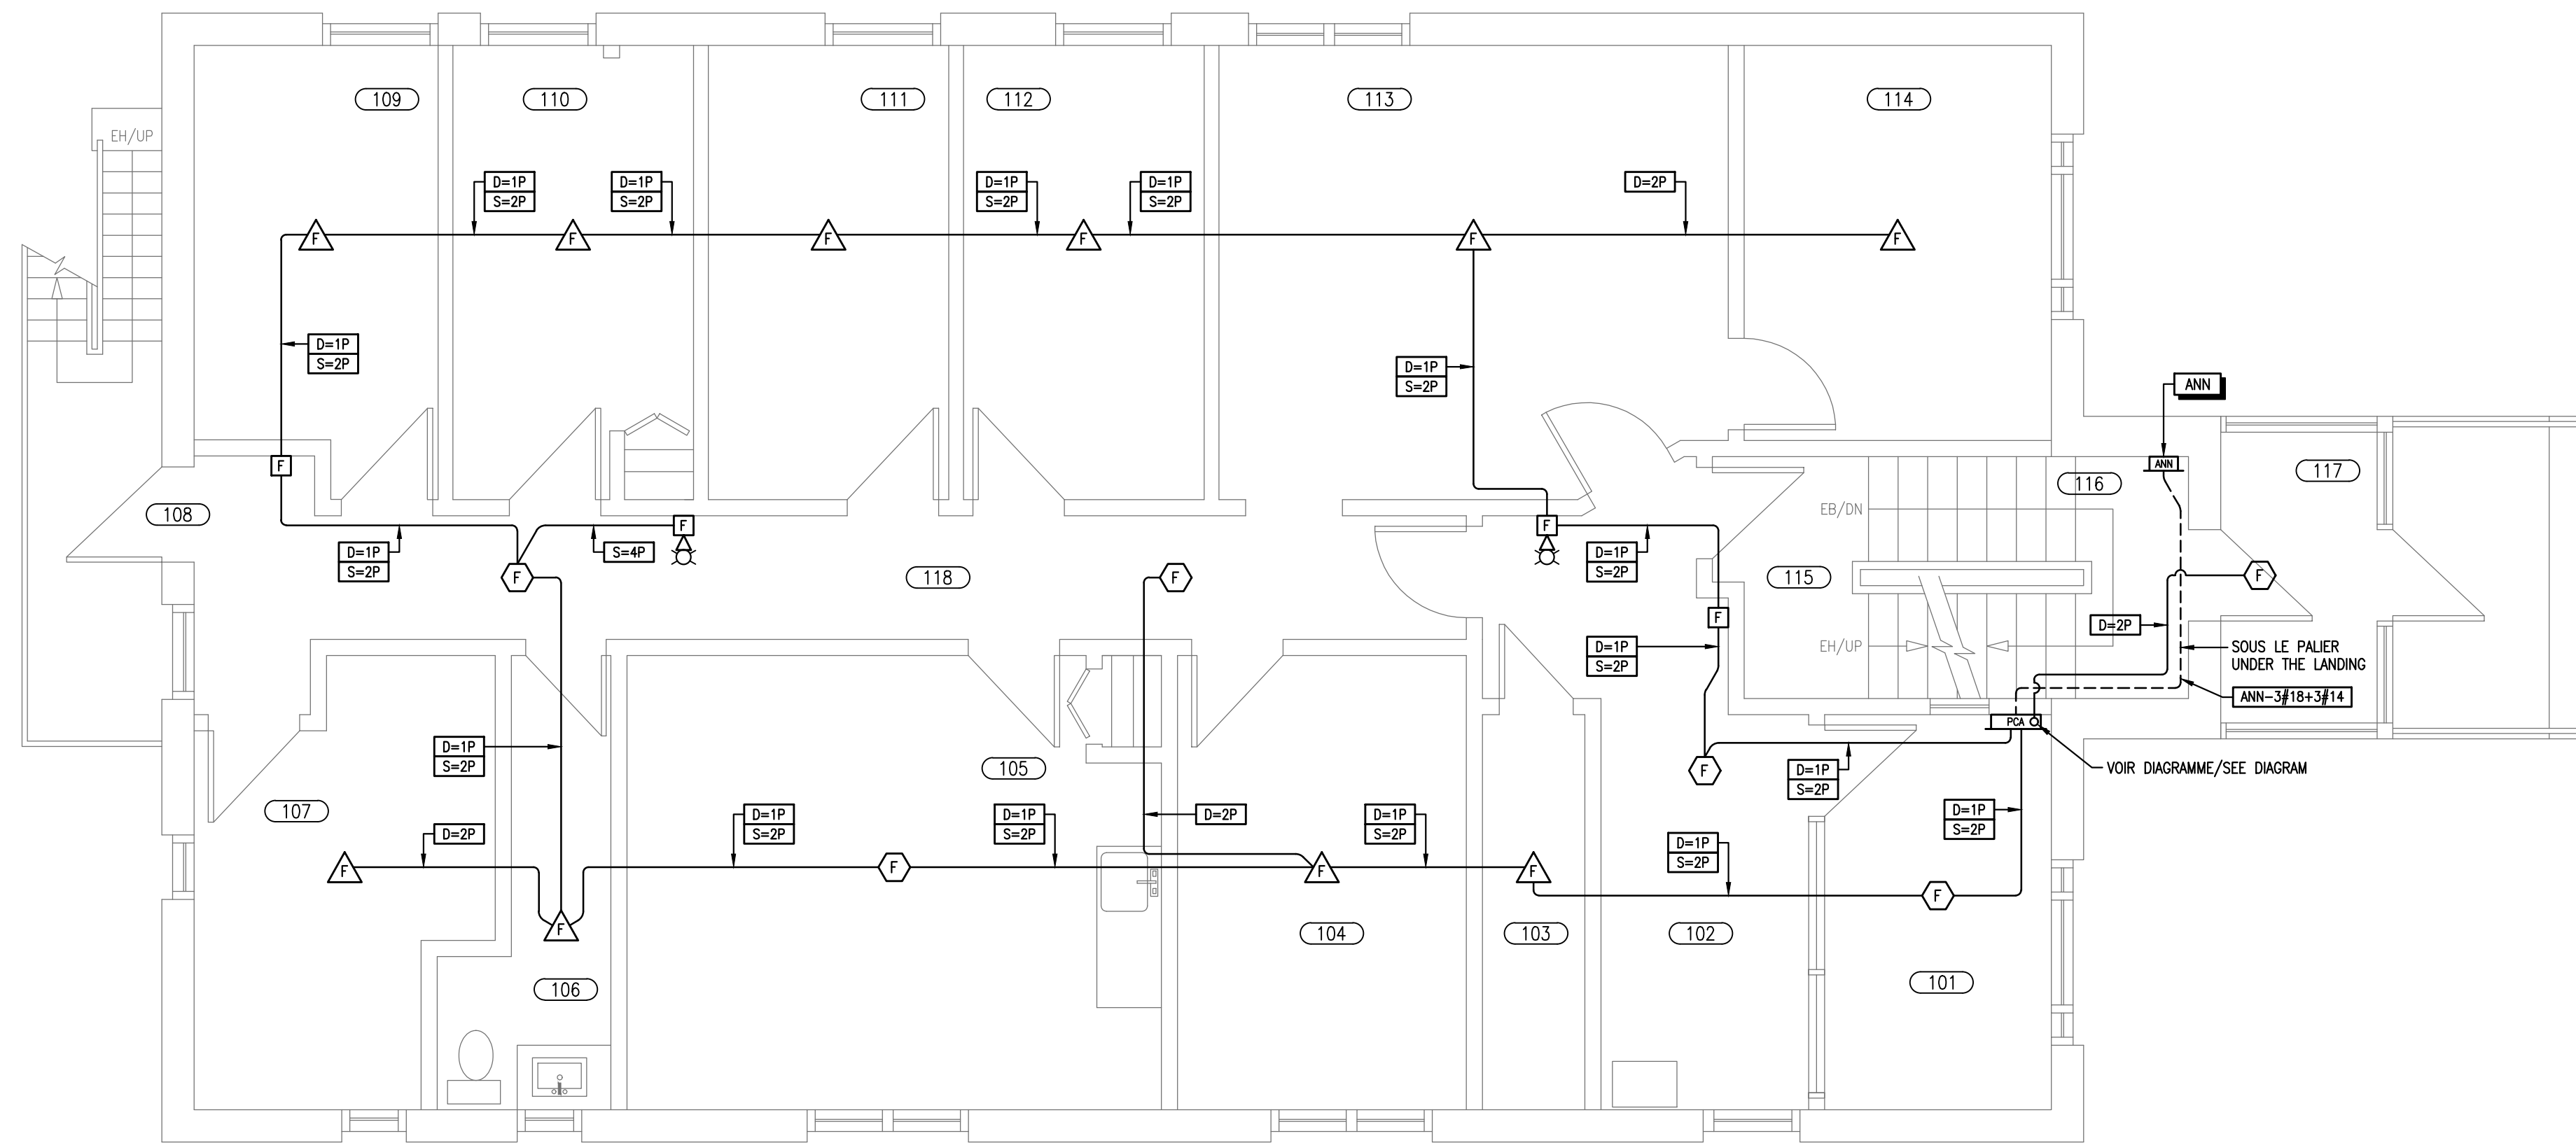 109
110
111
112
113
114
EH/UP
D=1P
S=2P
D=1P
S=2P
D=1P
S=2P
D=1P
S=2P
D=2P
F
F
F
F
F
F
D=1P
S=2P
D=1P
S=2P
ANN
F
ANN
117
116
108
EB/DN
F
F
D=1P
S=2P
S=4P
D=1P
S=2P
F
118
F
115
F
F
D=2P
D=1P
S=2P
EH/UP
SOUS LE PALIER
UNDER THE LANDING
ANN-3#18+3#14
PCA
D=1P
S=2P
105
F
D=1P
S=2P
VOIR DIAGRAMME/SEE DIAGRAM
107
D=2P
D=1P
S=2P
D=1P
S=2P
D=2P
D=1P
S=2P
D=1P
S=2P
D=1P
S=2P
F
F
F
F
F
F
104
103
102
106
101